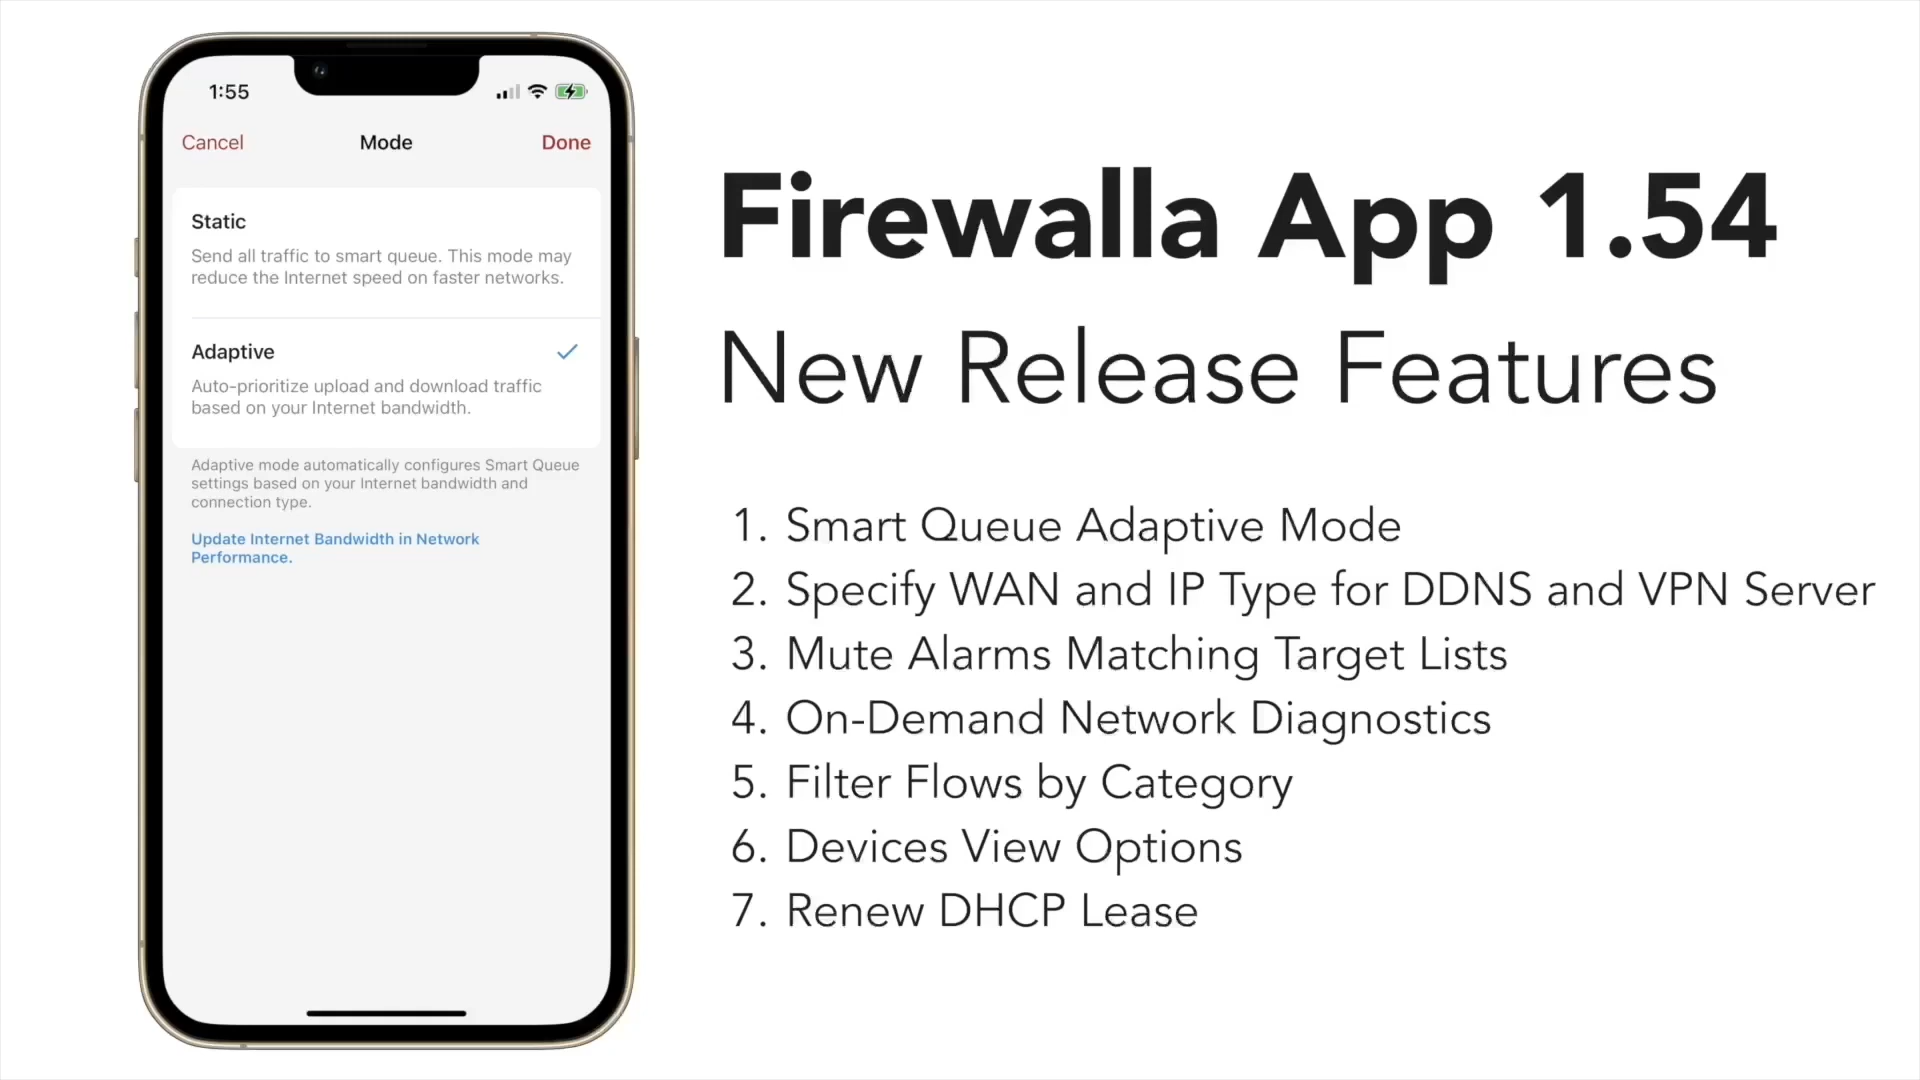 1:55
Cancel
Mode
Done
Static
Send all traffic to smart queue. This mode may
reduce the Internet speed on faster networks.
Adaptive
Auto-prioritize upload and download traffic
based on your Internet bandwidth.
Adaptive mode automatically configures Smart Queue
settings based on your Internet bandwidth and
connection type.
Update Internet Bandwidth in Network
Performance.
Firewalla App 1.54
New Release Features
1. Smart Queue Adaptive Mode
2. Specify WAN and IP Type for DDNS and VPN Server
3. Mute Alarms Matching Target Lists
4. On-Demand Network Diagnostics
5. Filter Flows by Category
6. Devices View Options
7. Renew DHCP Lease